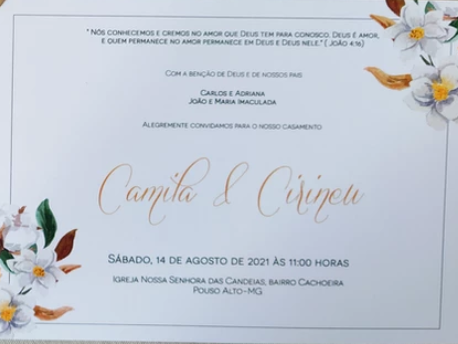 " Nós conhecemos e cremos no amor que Deus tem para conosco. Deus é amor,
e quem permanece no amor permanece em Deus e Deus nele." ( João 4:16)
Com a benção de Deus e de nossos pais
Carlos e Adriana
João e Maria Imaculada
Alegremente convidamos para o nosso casamento
Camila & Cirineu
Sábado, 14 de agosto de 2021 às 11:00 horas
Igreja Nossa Senhora das Candeias, bairro Cachoeira
Pouso Alto-MG